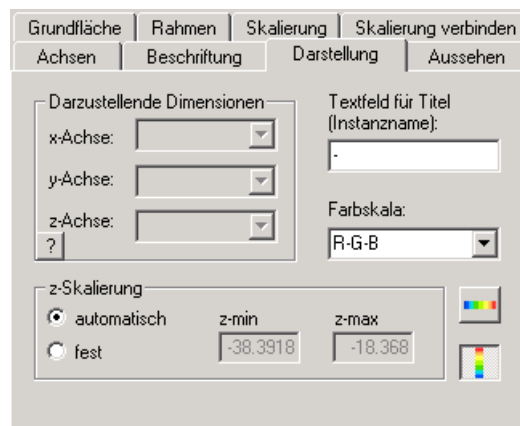 Grundfläche Rahmen Skalierung Skalierung verbinden
Achsen Beschriftung Darstellung Aussehen
Darzustellende Dimensionen
x-Achse:
y-Achse:
z-Achse:
?
Textfeld für Titel
(Instanzname):
-
Farbskala:
R-G-B
z-Skalierung
automatisch z-min z-max
fest -38.3918 -18.368